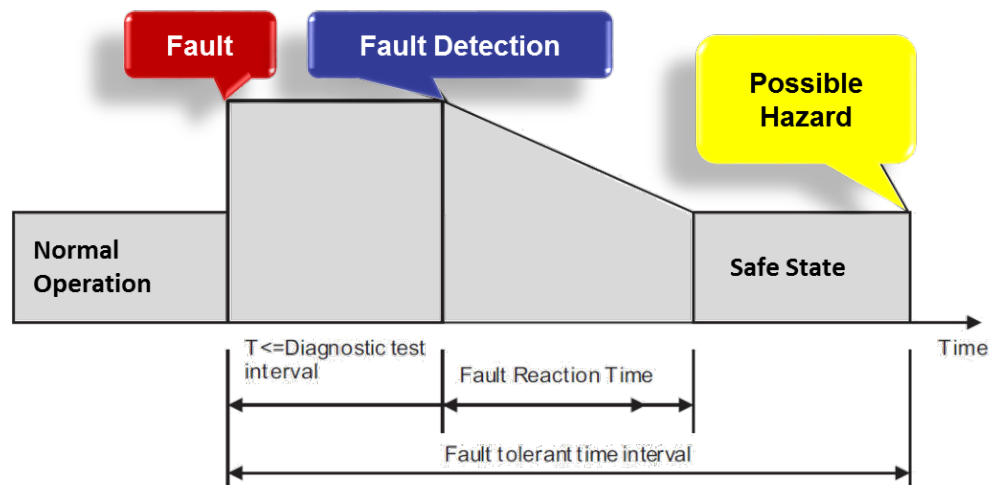 Fault
Fault Detection
Possible
Hazard
Normal
Operation
Safe State
Time
T<=Diagnostic test
interval
Fault Reaction Time
Fault tolerant time interval